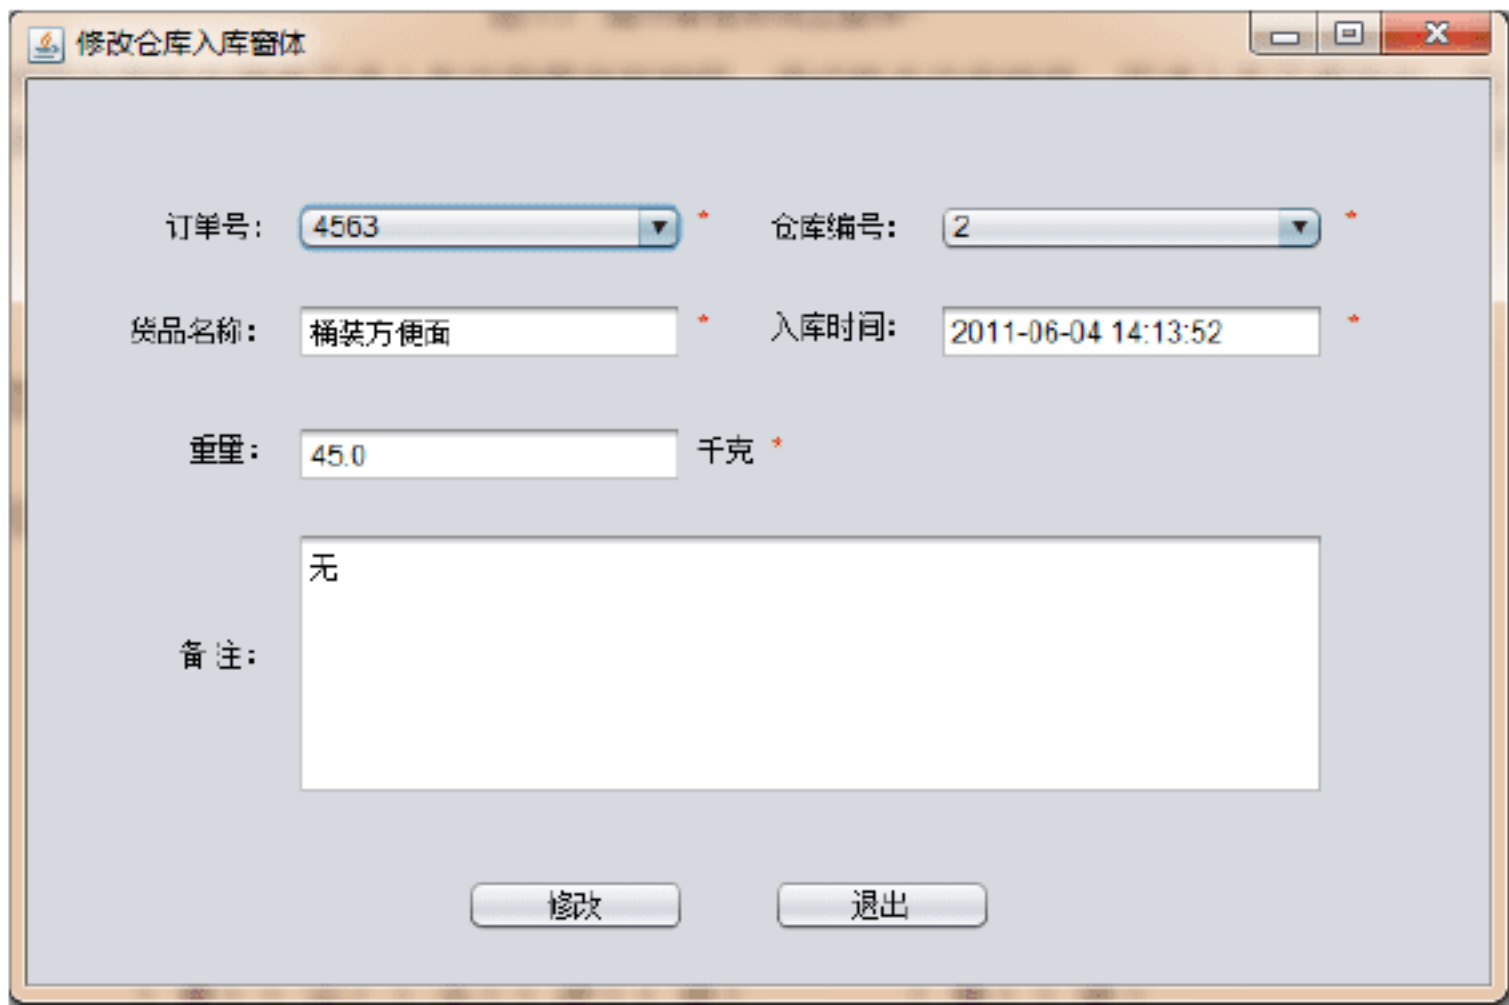 修改仓库入库窗体
订单号： 4563 * 仓库编号： 2 *
货品名称： 桶装方便面 * 入库时间： 2011-06-04 14:13:52 *
重量： 45.0 千克 *
备 注： 无
修改 退出